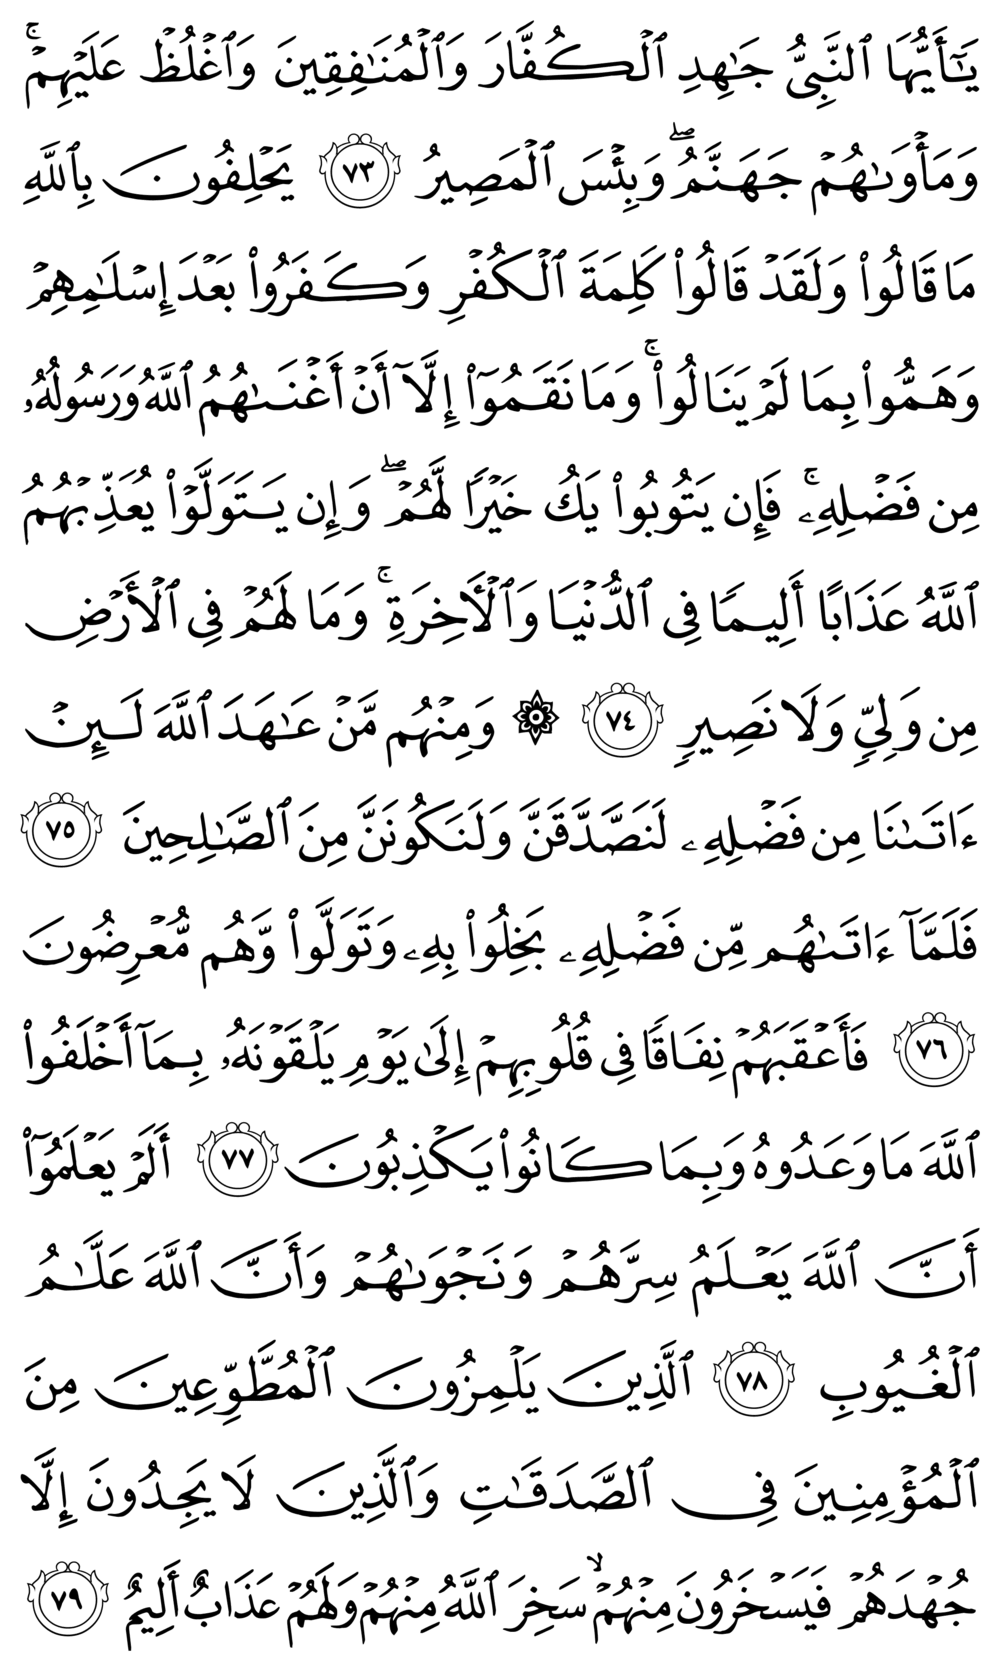 يَـٰٓأَيُّهَا ٱلنَّبِىُّ جَـٰهِدِ ٱلْكُفَّارَ وَٱلْمُنَـٰفِقِينَ وَٱغْلُظْ عَلَيْهِمْ ۚ
وَمَأْوَىٰهُمْ جَهَنَّمُ ۖ وَبِئْسَ ٱلْمَصِيرُ ٧٣ يَحْلِفُونَ بِٱللَّهِ
مَا قَالُوا۟ وَلَقَدْ قَالُوا۟ كَلِمَةَ ٱلْكُفْرِ وَكَفَرُوا۟ بَعْدَ إِسْلَـٰمِهِمْ
وَهَمُّوا۟ بِمَا لَمْ يَنَالُوا۟ ۚ وَمَا نَقَمُوٓا۟ إِلَّآ أَنْ أَغْنَىٰهُمُ ٱللَّهُ وَرَسُولُهُۥ
مِن فَضْلِهِۦ ۚ فَإِن يَتُوبُوا۟ يَكُ خَيْرًا لَّهُمْ ۖ وَإِن يَتَوَلَّوْا۟ يُعَذِّبْهُمُ
ٱللَّهُ عَذَابًا أَلِيمًا فِى ٱلدُّنْيَا وَٱلْـَٔاخِرَةِ ۚ وَمَا لَهُمْ فِى ٱلْأَرْضِ
مِن وَلِىٍّ وَلَا نَصِيرٍ ٧٤ ۞ وَمِنْهُم مَّنْ عَـٰهَدَ ٱللَّهَ لَئِنْ
ءَاتَىٰنَا مِن فَضْلِهِۦ لَنَصَّدَّقَنَّ وَلَنَكُونَنَّ مِنَ ٱلصَّـٰلِحِينَ ٧٥
فَلَمَّآ ءَاتَىٰهُم مِّن فَضْلِهِۦ بَخِلُوا۟ بِهِۦ وَتَوَلَّوا۟ وَّهُم مُّعْرِضُونَ
٧٦ فَأَعْقَبَهُمْ نِفَاقًا فِى قُلُوبِهِمْ إِلَىٰ يَوْمِ يَلْقَوْنَهُۥ بِمَآ أَخْلَفُوا۟
ٱللَّهَ مَا وَعَدُوهُ وَبِمَا كَانُوا۟ يَكْذِبُونَ ٧٧ أَلَمْ يَعْلَمُوٓا۟
أَنَّ ٱللَّهَ يَعْلَمُ سِرَّهُمْ وَنَجْوَىٰهُمْ وَأَنَّ ٱللَّهَ عَلَّـٰمُ
ٱلْغُيُوبِ ٧٨ ٱلَّذِينَ يَلْمِزُونَ ٱلْمُطَّوِّعِينَ مِنَ
ٱلْمُؤْمِنِينَ فِى ٱلصَّدَقَـٰتِ وَٱلَّذِينَ لَا يَجِدُونَ إِلَّا
جُهْدَهُمْ فَيَسْخَرُونَ مِنْهُمْ ۙ سَخِرَ ٱللَّهُ مِنْهُمْ وَلَهُمْ عَذَابٌ أَلِيمٌ ٧٩